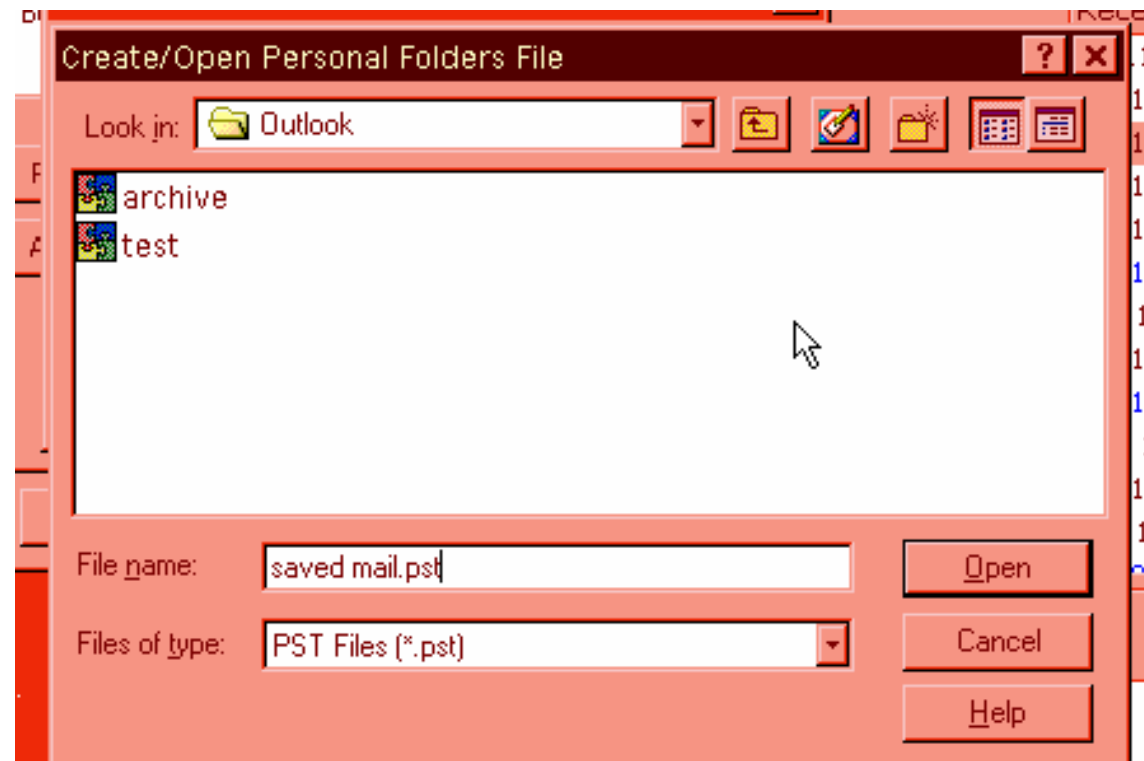 Create/Open Personal Folders File
Look in: Outlook
archive
test
File name: saved mail.pst
Open
Files of type: PST Files (*.pst)
Cancel
Help